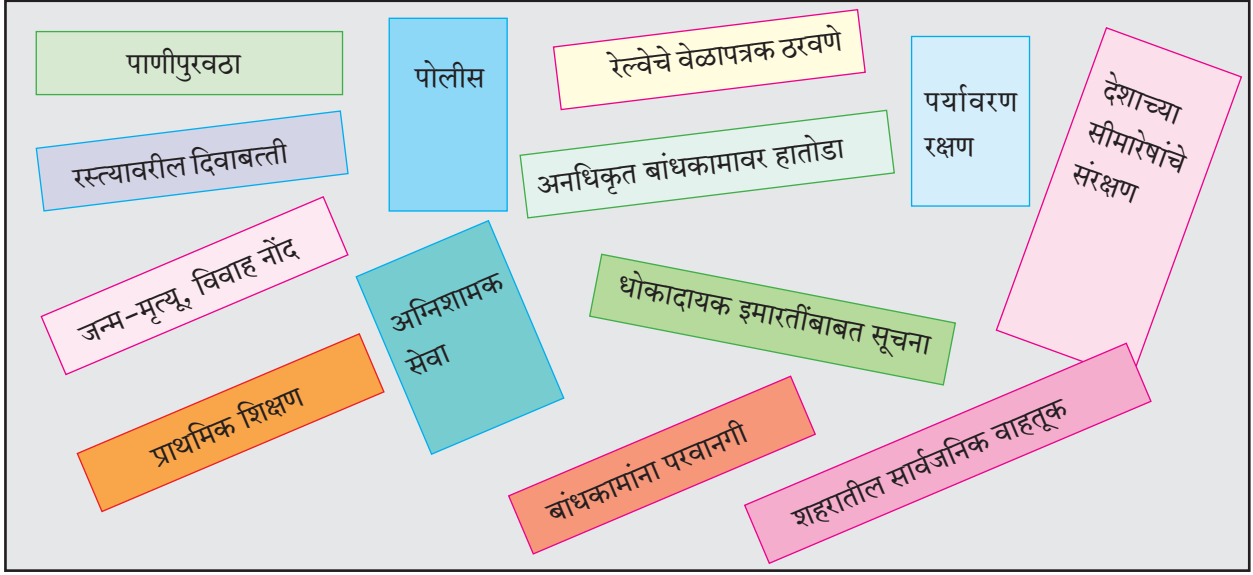 पाणीपुरवठा
पोलीस
रेल्वेचे वेळापत्रक ठरवणे
पर्यावरण
रक्षण
देशाच्या
सीमारेषांचे
संरक्षण
रस्त्यावरील दिवाबत्ती
अनधिकृत बांधकामावर हातोडा
जन्म-मृत्यू, विवाह नोंद
अग्निशामक
सेवा
धोकादायक इमारतींबाबत सूचना
प्राथमिक शिक्षण
बांधकामांना परवानगी
शहरातील सार्वजनिक वाहतूक